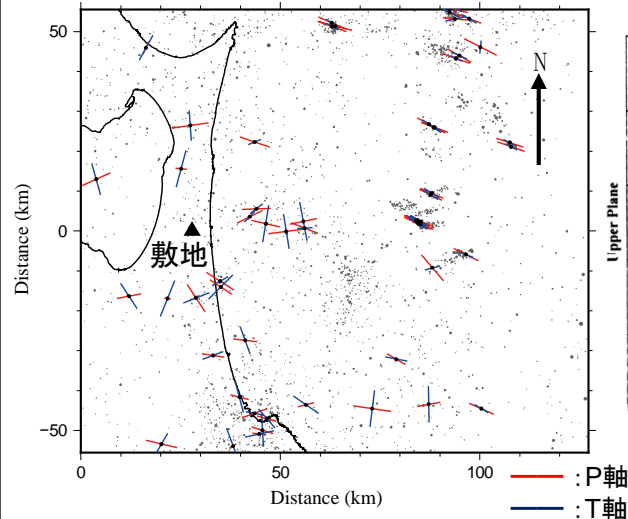 50
0
−50
Distance (km)
N
敷地
0
50
100
Distance (km)
:P軸
:T軸
Upper Plane